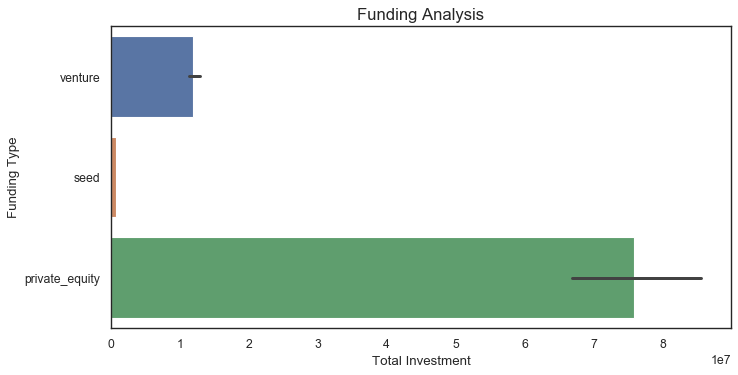 Funding Analysis
Funding Type
venture
seed
private_equity
0 1 2 3 4 5 6 7 8
1e7
Total Investment